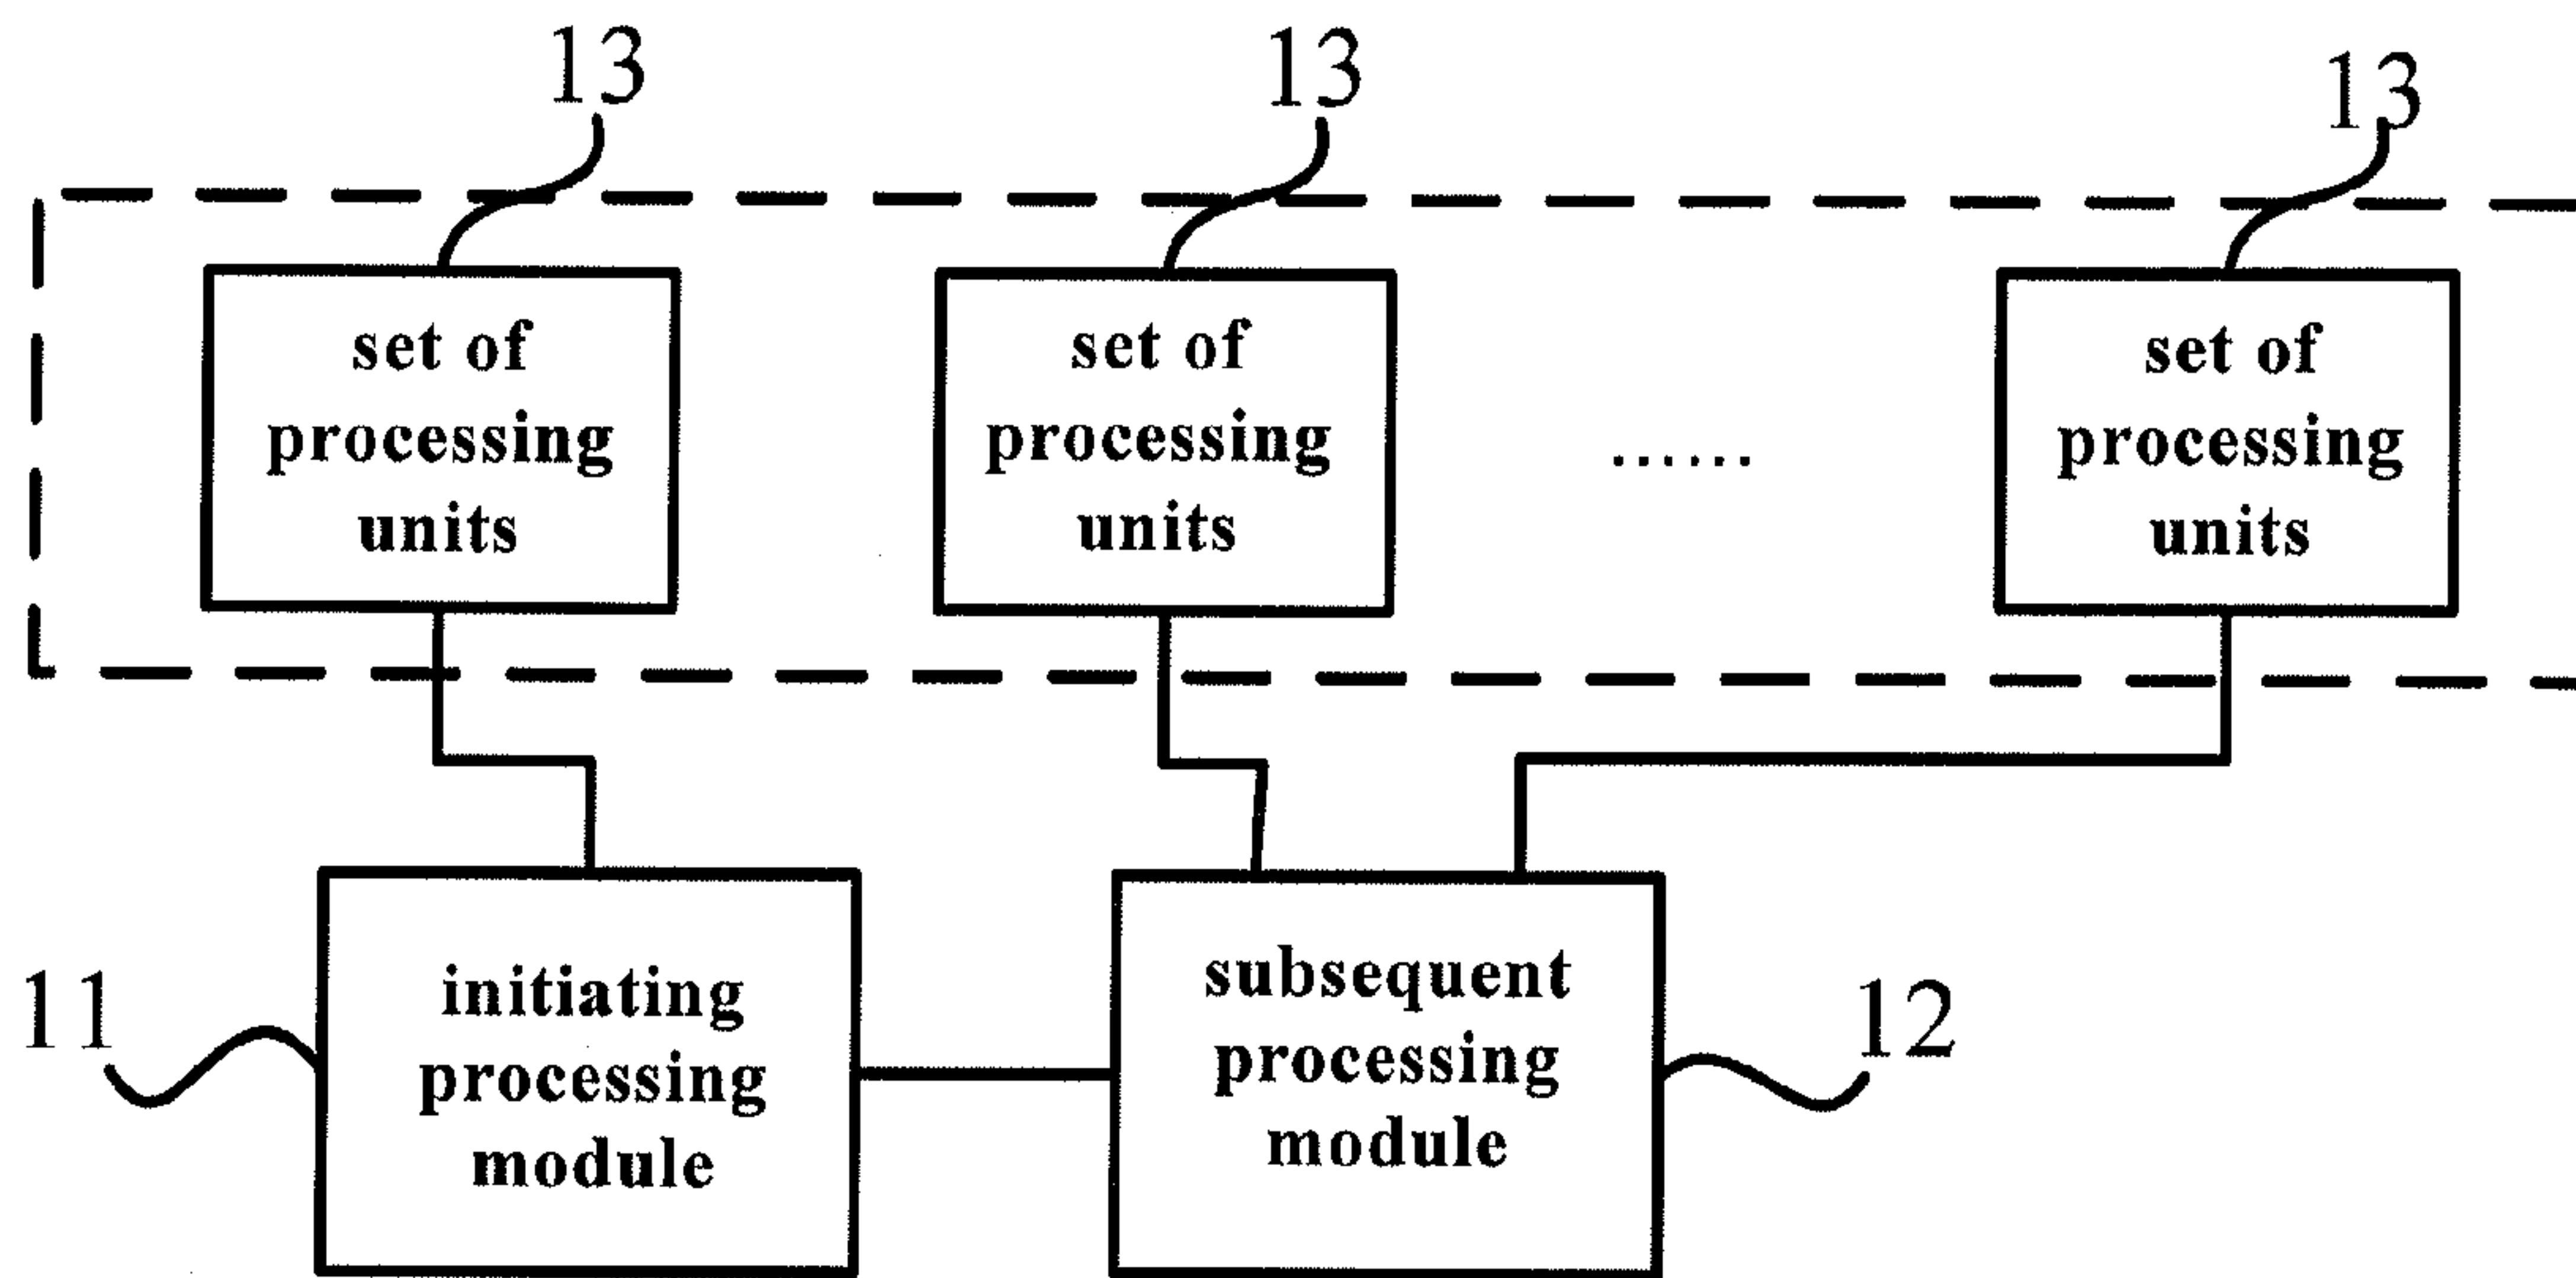 13
13
13
set of
processing
units
set of
processing
units
......
set of
processing
units
11
initiating
processing
module
subsequent
processing
module
12